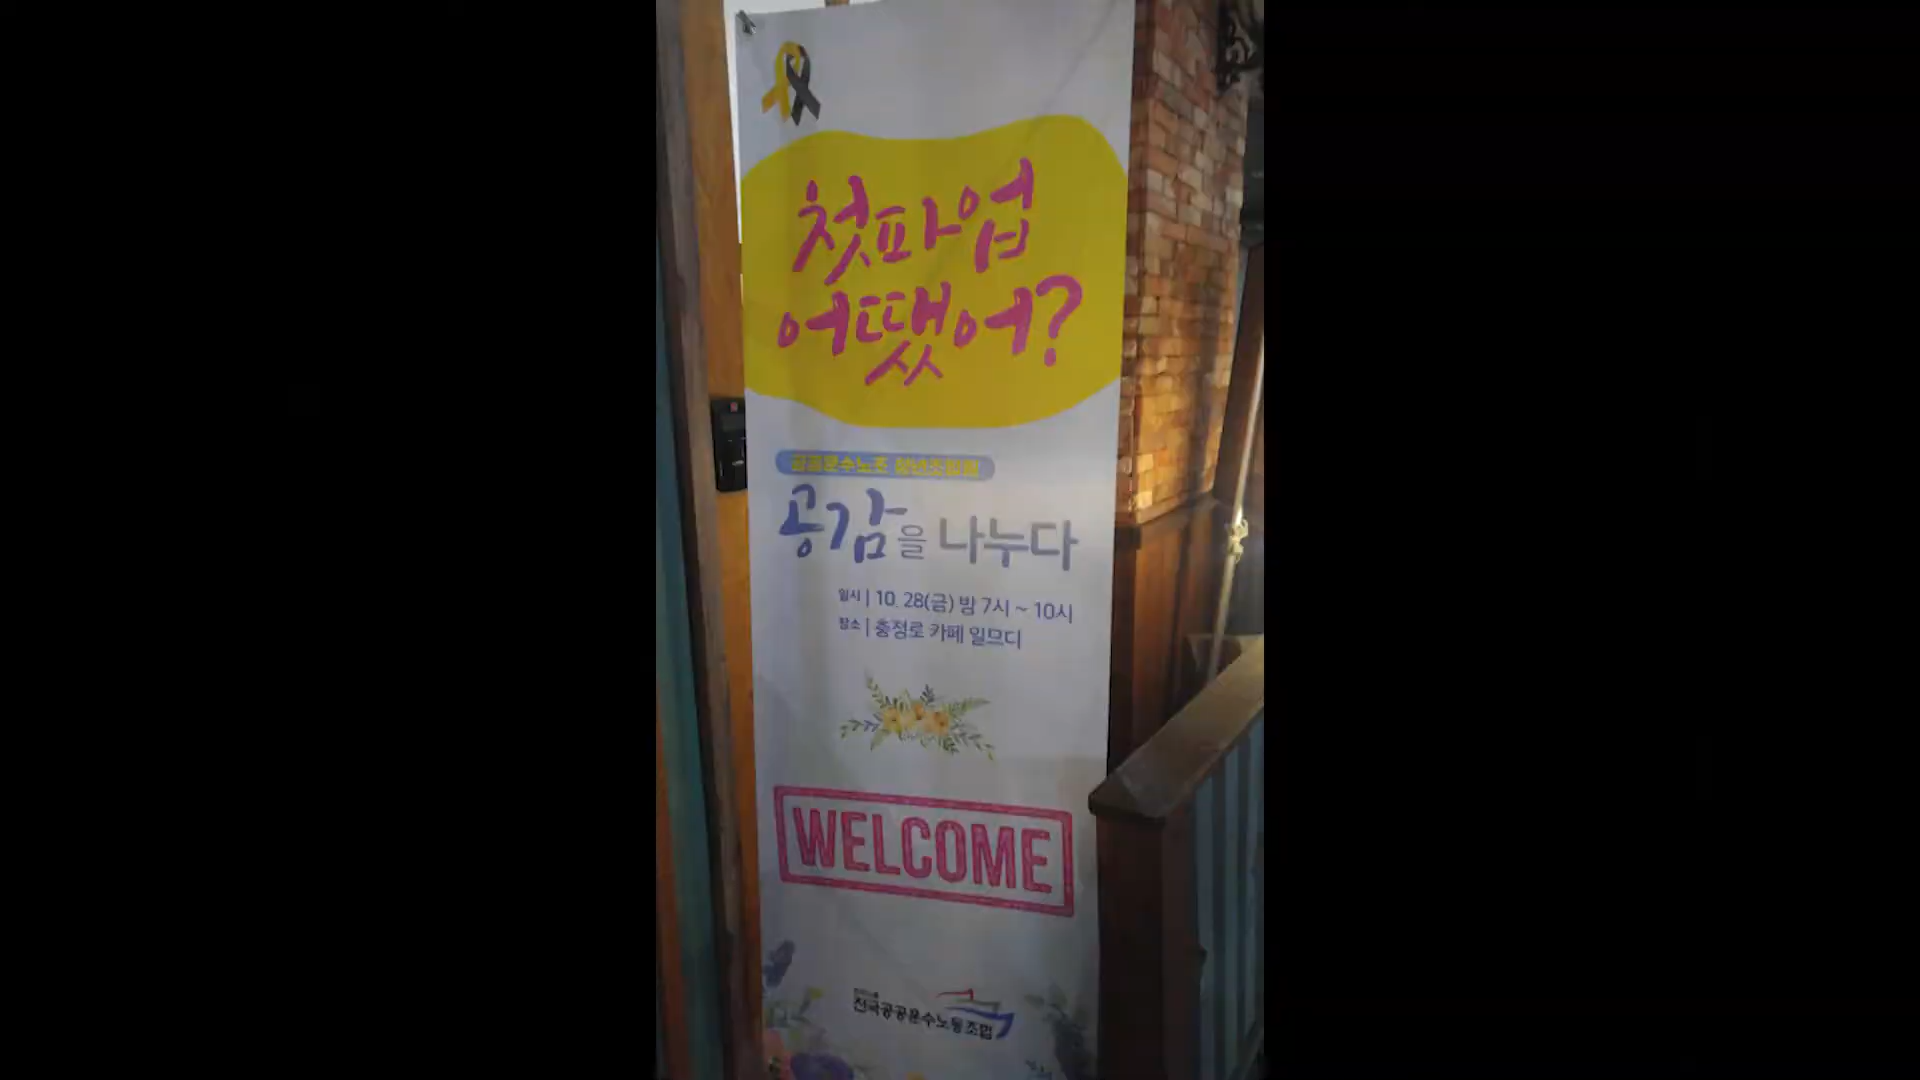 첫파업
어땠어?
공공운수노조 청년조합원
공감을 나누다
일시 | 10. 28(금) 밤 7시 ~ 10시
장소 | 충정로 카페 일므디
WELCOME
전국공공운수노동조합